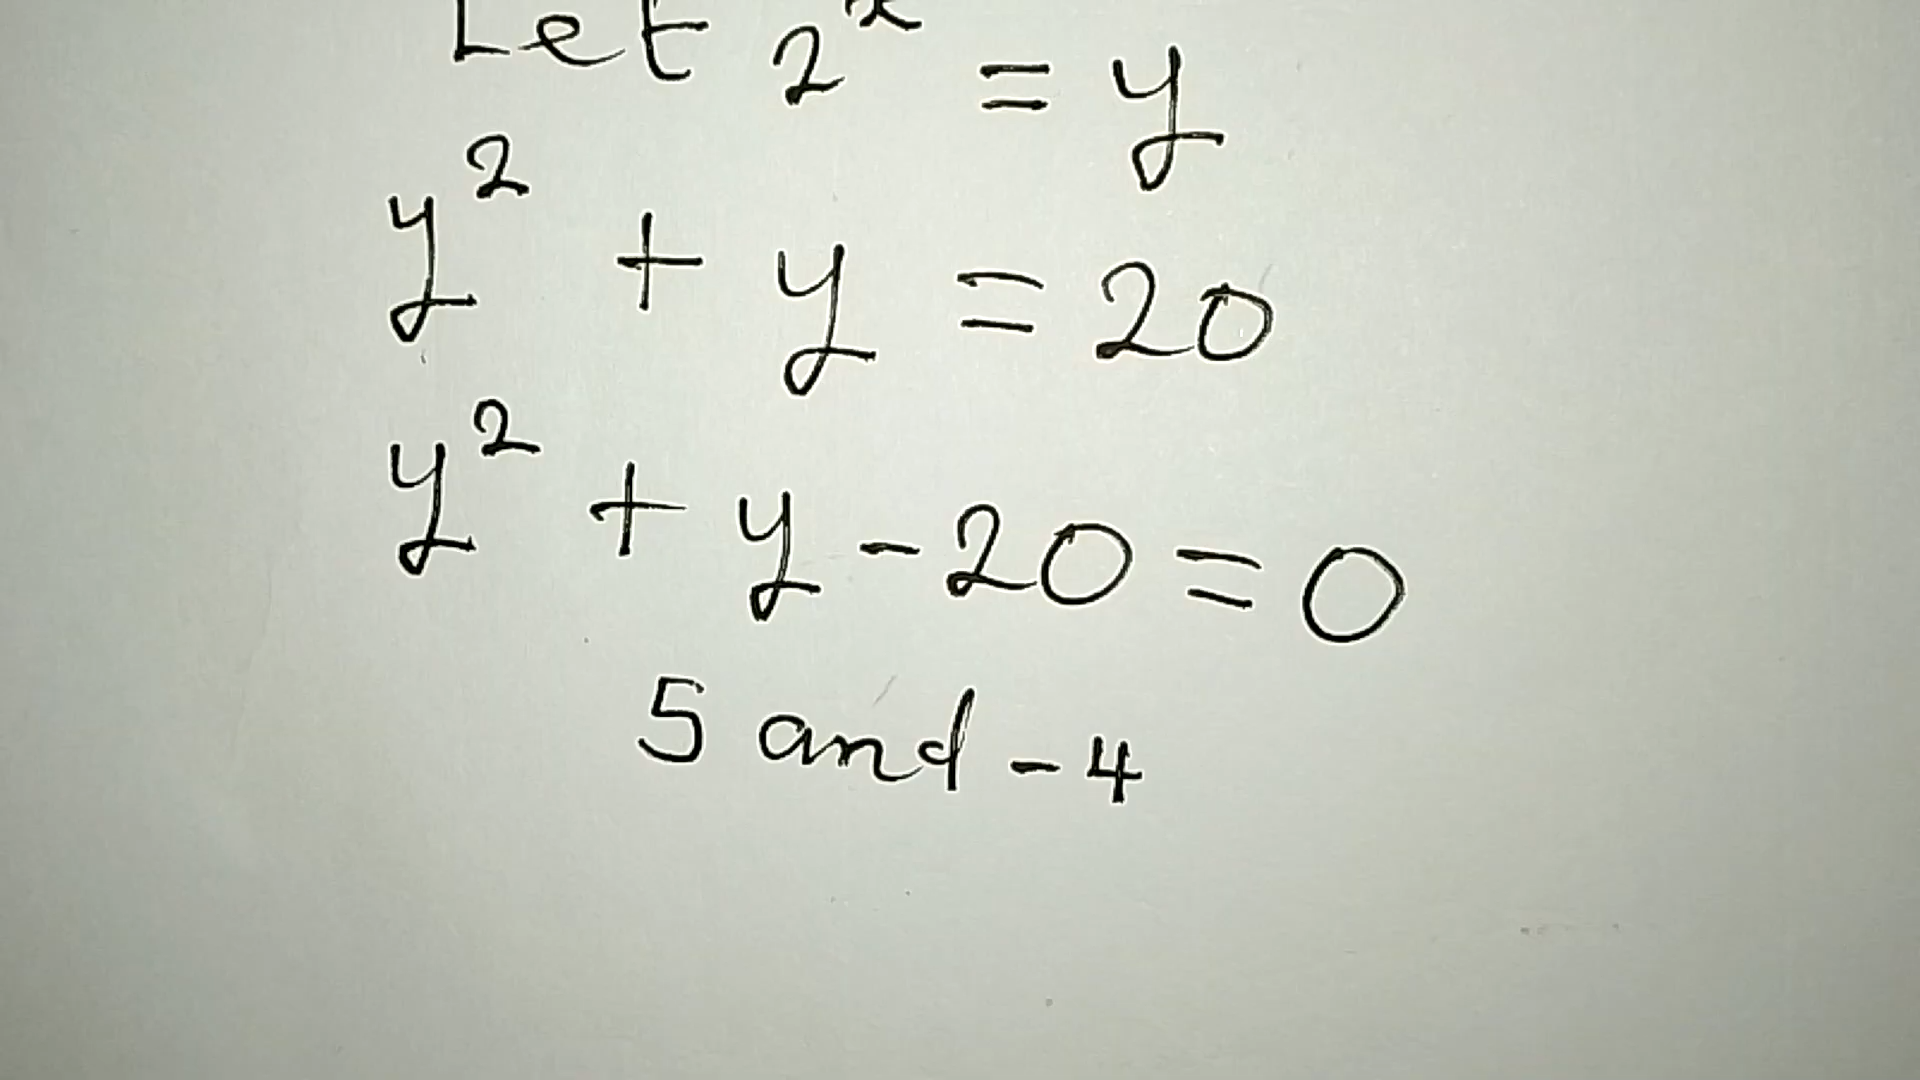 Let 2ˣ = y
y² + y = 20
y² + y - 20 = 0
5 and - 4